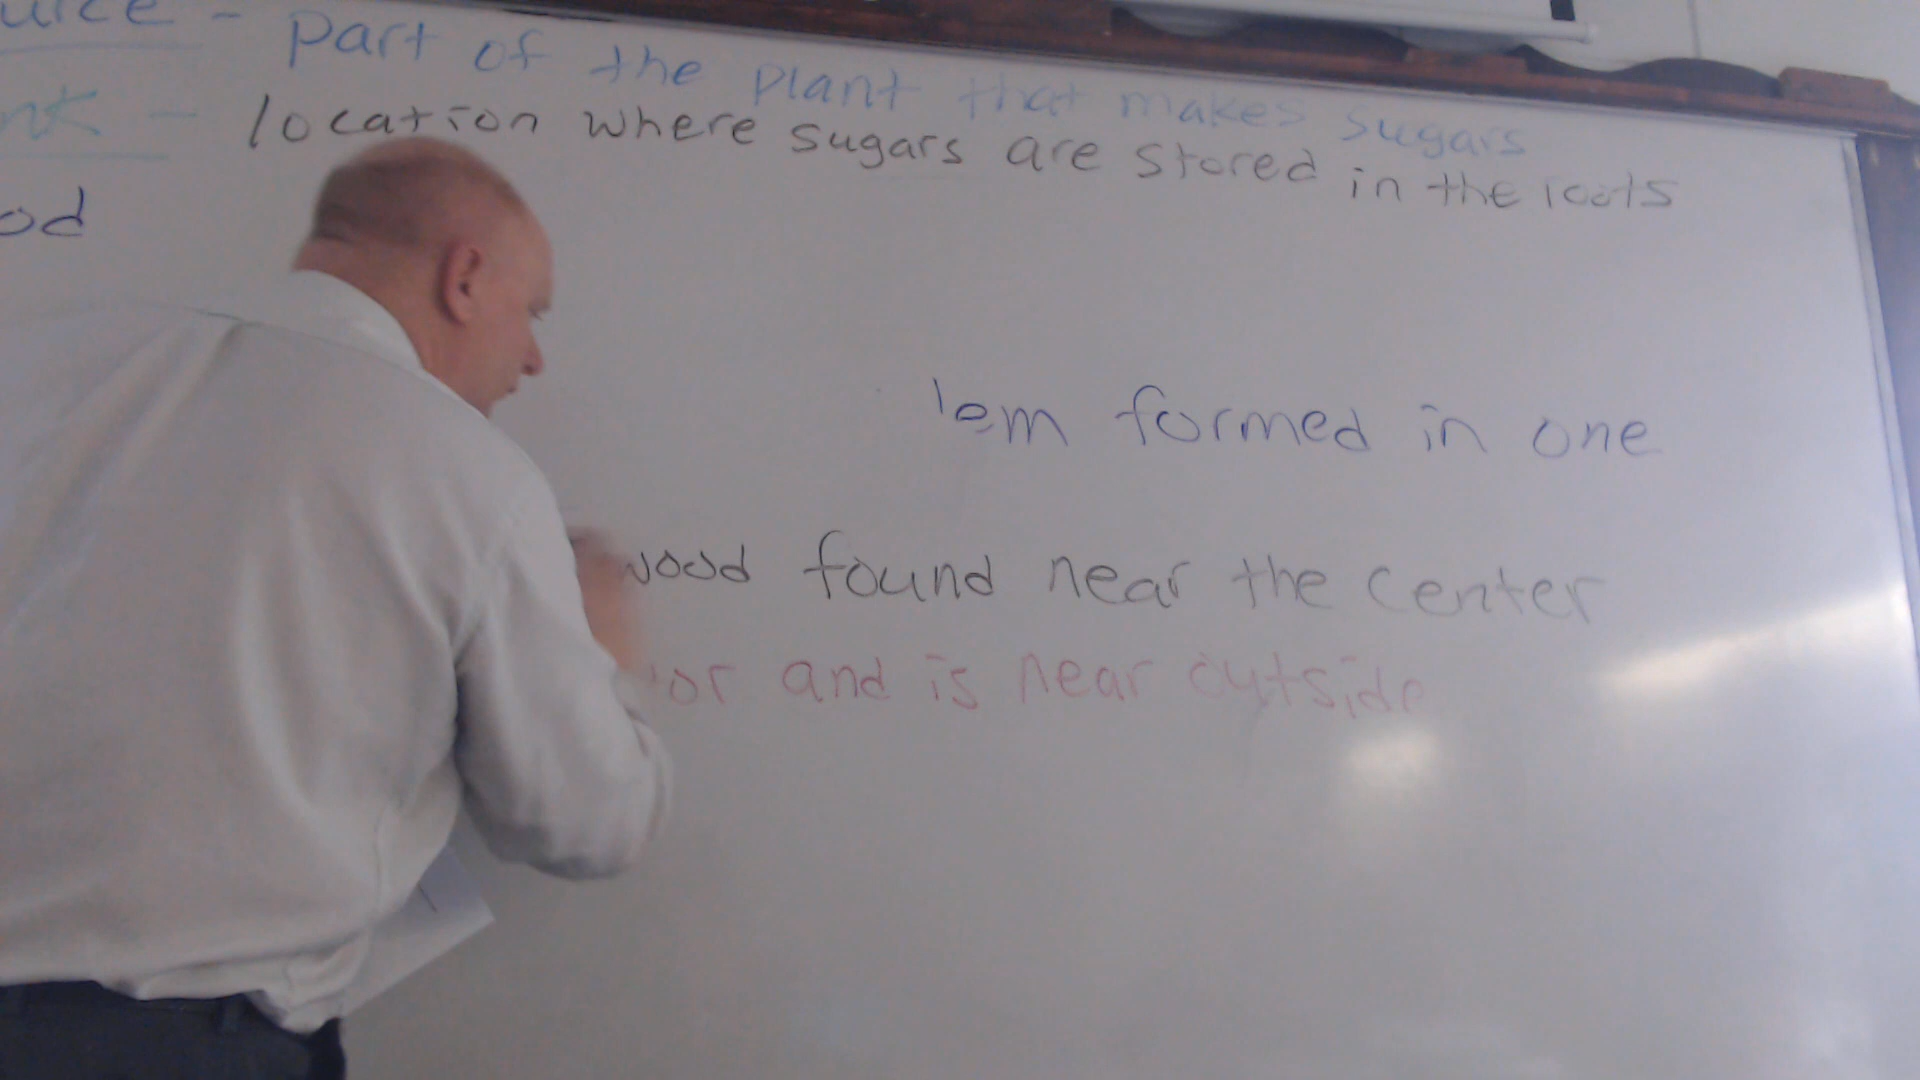 urce - part of the plant that makes sugars
nk - location where sugars are stored in the roots
od
em formed in one
wood found near the center
or and is near outside